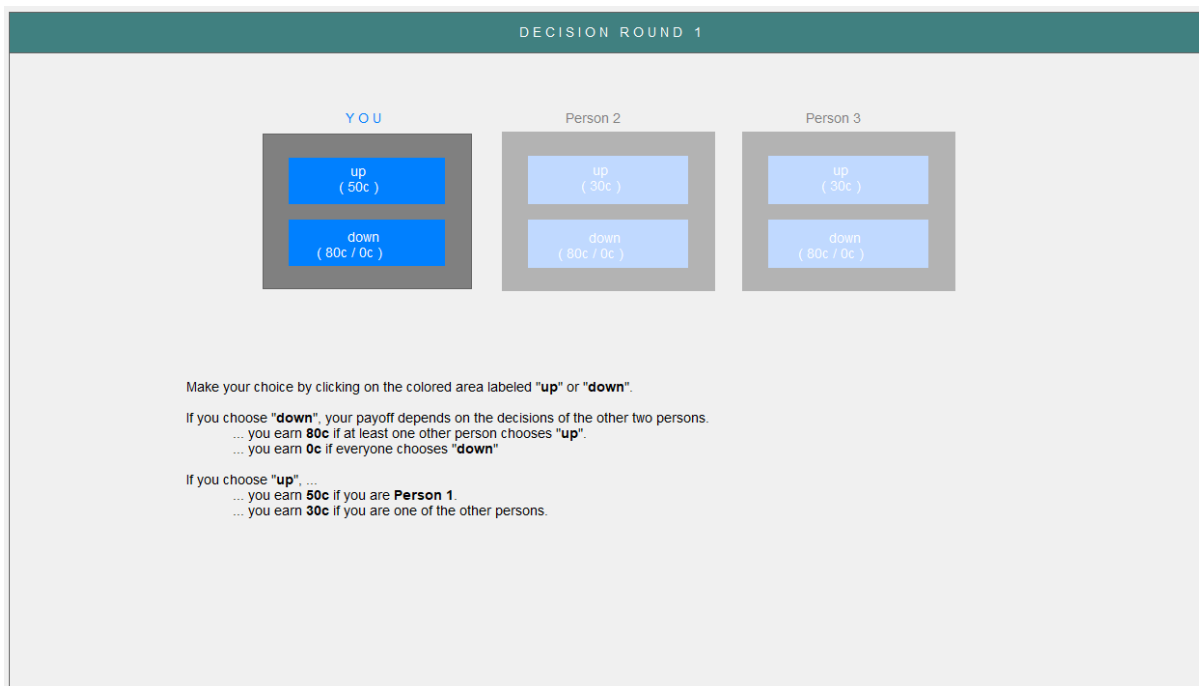 DECISION ROUND 1
YOU
Person 2
Person 3
up
( 50c )
up
( 30c )
up
( 30c )
down
( 80c / 0c )
down
( 80c / 0c )
down
( 80c / 0c )
Make your choice by clicking on the colored area labeled "up" or "down".
If you choose "down", your payoff depends on the decisions of the other two persons.
... you earn 80c if at least one other person chooses "up".
... you earn 0c if everyone chooses "down"
If you choose "up", ...
... you earn 50c if you are Person 1.
... you earn 30c if you are one of the other persons.